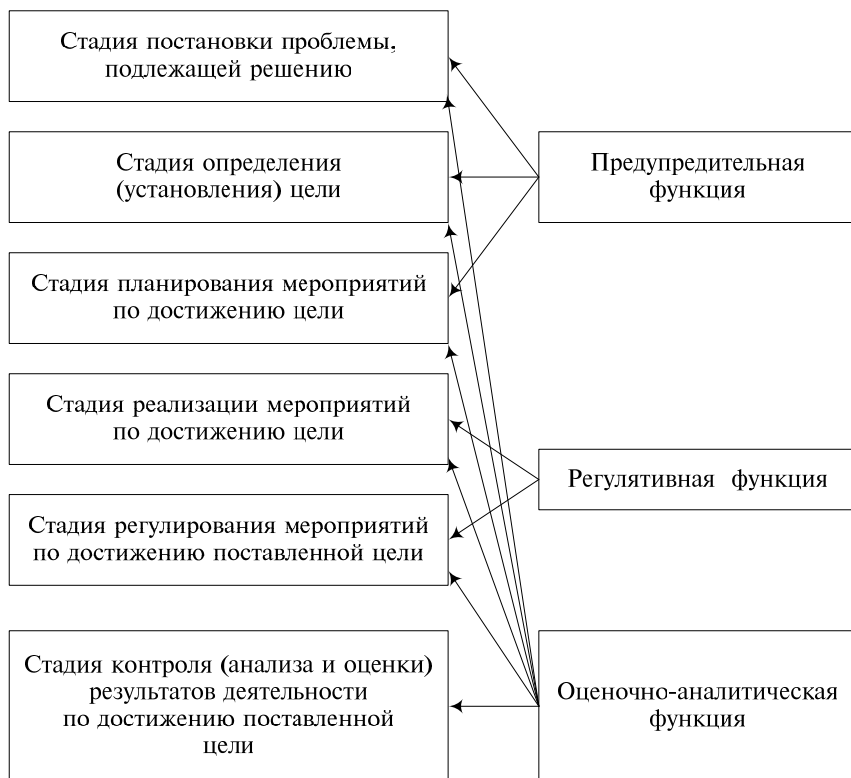 Стадия постановки проблемы,
подлежащей решению
Стадия определения
(установления) цели
Предупредительная
функция
Стадия планирования мероприятий
по достижению цели
Стадия реализации мероприятий
по достижению цели
Регулятивная функция
Стадия регулирования мероприятий
по достижению поставленной цели
Стадия контроля (анализа и оценки)
результатов деятельности
по достижению поставленной
цели
Оценочно-аналитическая
функция